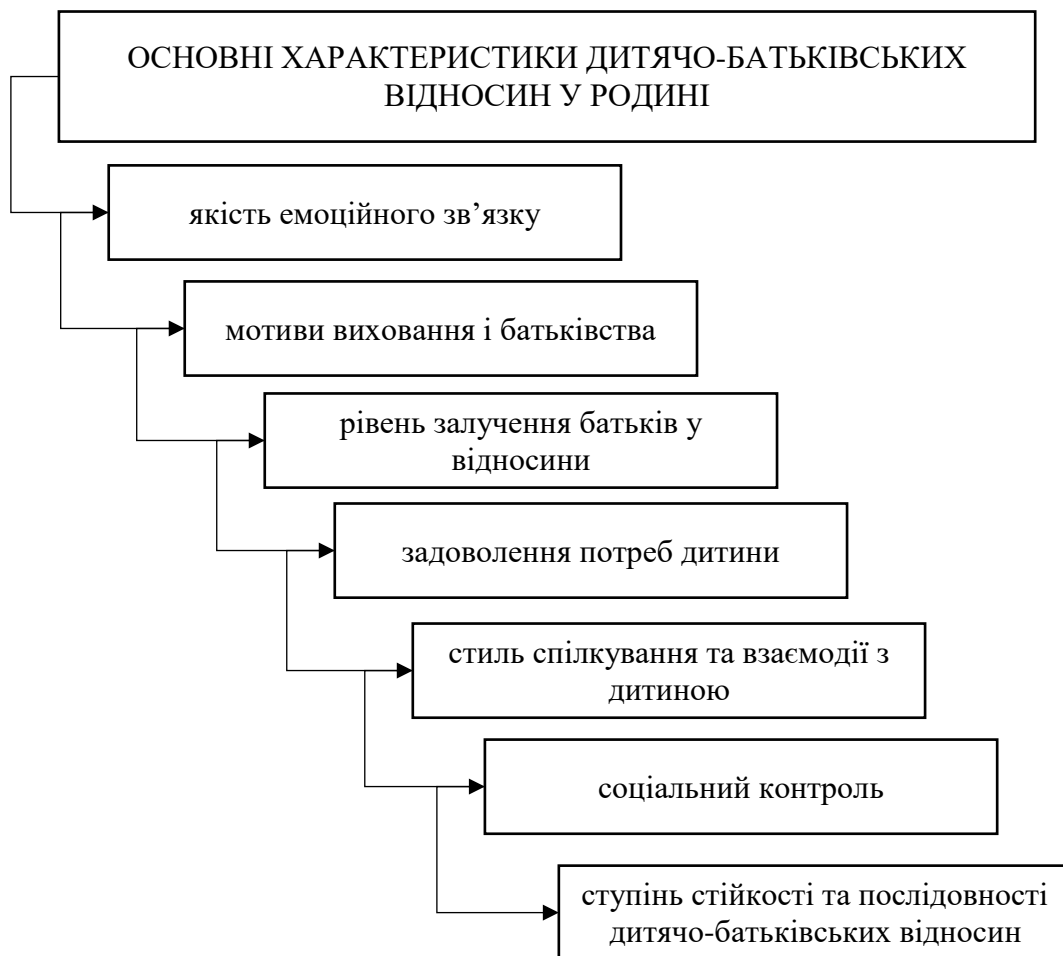 ОСНОВНІ ХАРАКТЕРИСТИКИ ДИТЯЧО-БАТЬКІВСЬКИХ
ВІДНОСИН У РОДИНІ
якість емоційного зв’язку
мотиви виховання і батьківства
рівень залучення батьків у
відносини
задоволення потреб дитини
стиль спілкування та взаємодії з
дитиною
соціальний контроль
ступінь стійкості та послідовності
дитячо-батьківських відносин